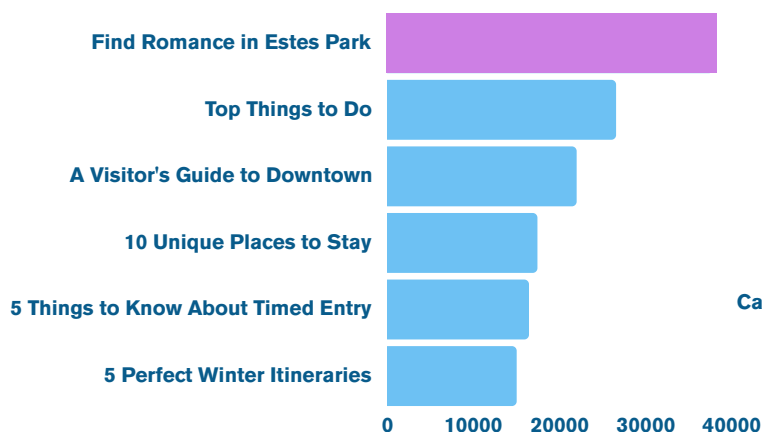 Find Romance in Estes Park
Top Things to Do
A Visitor's Guide to Downtown
10 Unique Places to Stay
5 Things to Know About Timed Entry
Ca
5 Perfect Winter Itineraries
0 10000 20000 30000 40000